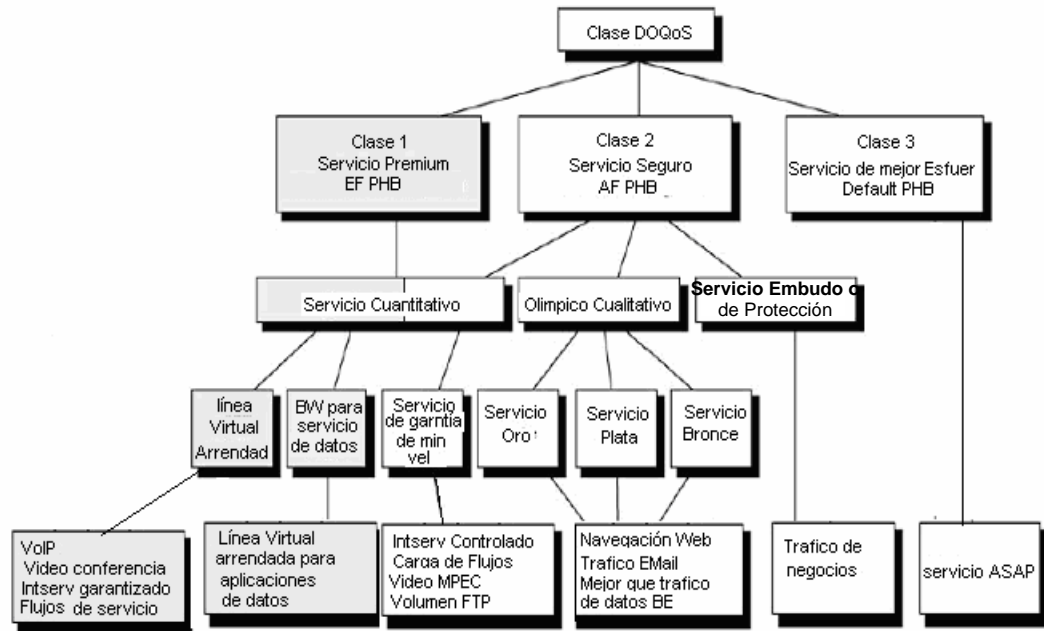 Clase DOQoS
Clase 1
Servicio Premium
EF PHB
Clase 2
Servicio Seguro
AF PHB
Clase 3
Servicio de mejor Esfuer
Default PHB
Servicio Cuantitativo
Olimpico Cualitativo
Servicio Embudo o
de Protección
línea
Virtual
Arrendad
BW para
servicio
de datos
Servicio
de garntía
de min
vel
Servicio
Oro
Servicio
Plata
Servicio
Bronce
VoIP
Video conferencia
Intserv garantizado
Flujos de servicio
Línea Virtual
arrendada para
aplicaciones
de datos
Intserv Controlado
Carga de Flujos
Video MPEC
Volumen FTP
Navegación Web
Trafico EMail
Mejor que trafico
de datos BE
Trafico de
negocios
servicio ASAP